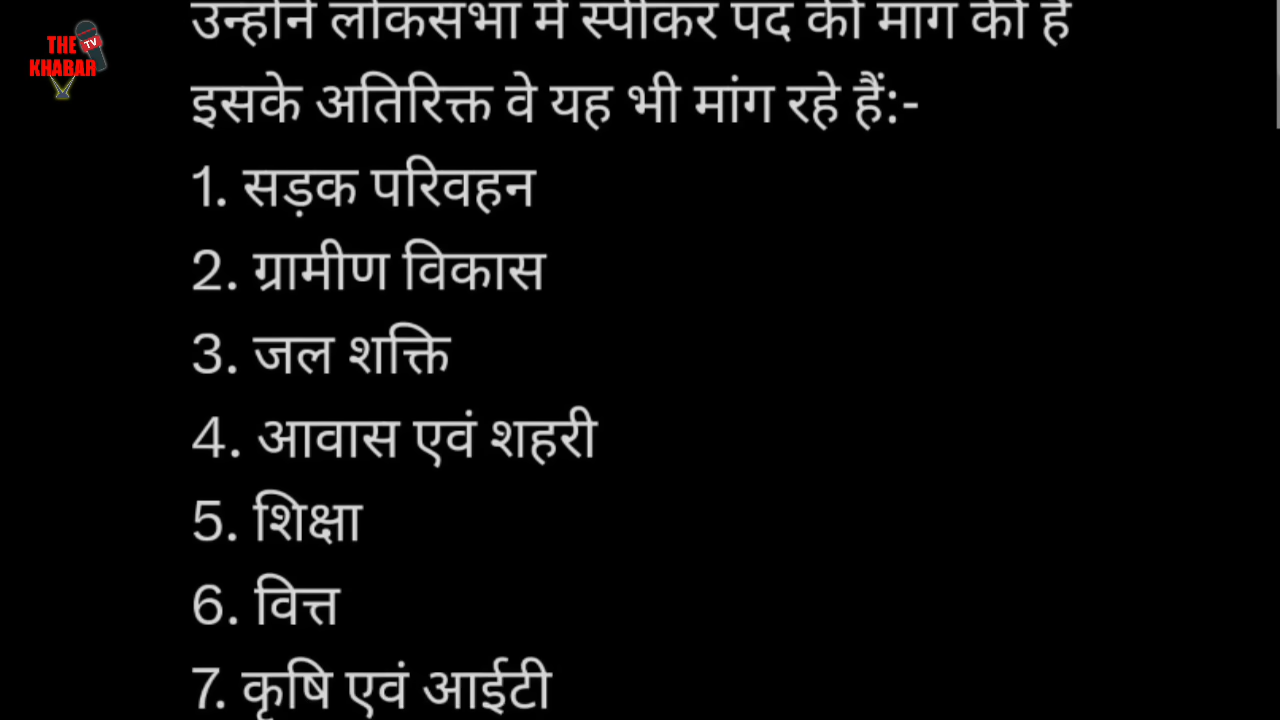 THE
TV
KHABAR
उन्होंने लोकसभा में स्पीकर पद की मांग की है
इसके अतिरिक्त वे यह भी मांग रहे हैं:-
1. सड़क परिवहन
2. ग्रामीण विकास
3. जल शक्ति
4. आवास एवं शहरी
5. शिक्षा
6. वित्त
7. कृषि एवं आईटी